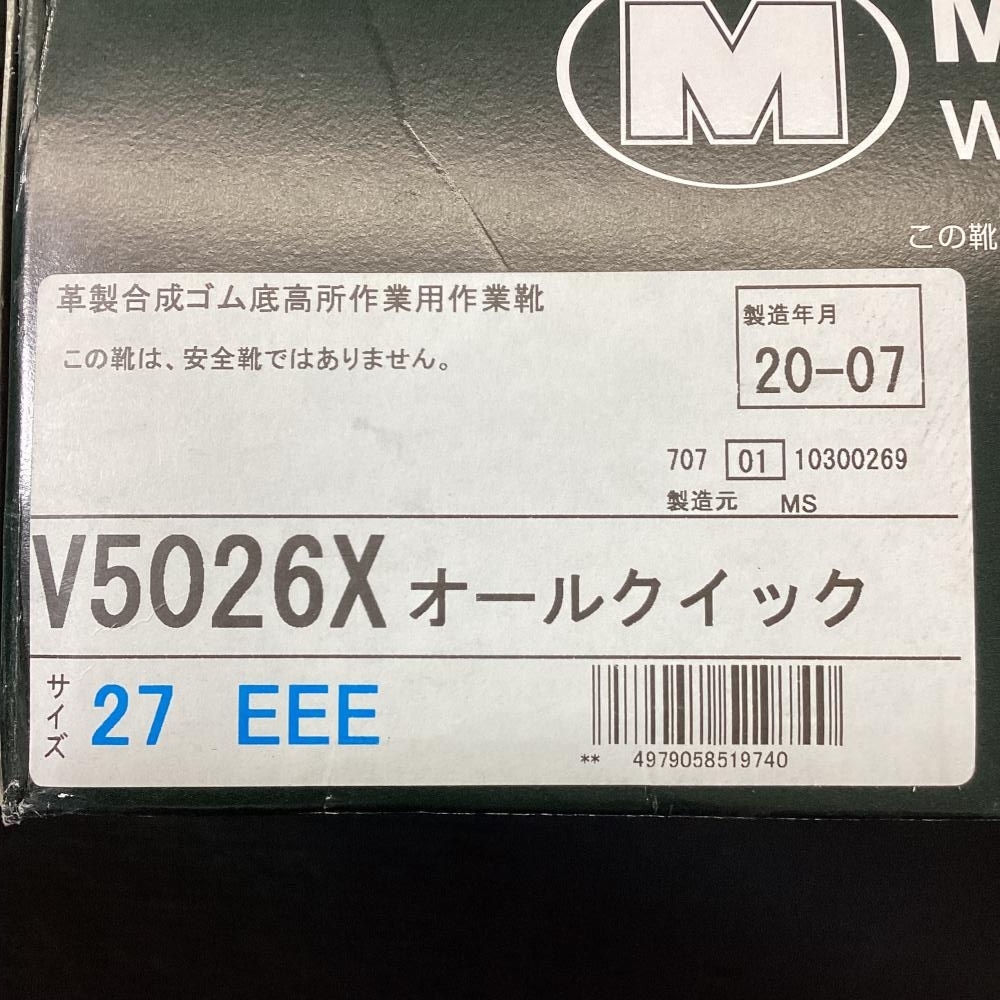 M
この靴
革製合成ゴム底高所作業用作業靴
この靴は、安全靴ではありません。
製造年月
20-07
707 01 10300269
製造元 MS
V5026X オールクイック
サイズ 27 EEE
** 4979058519740